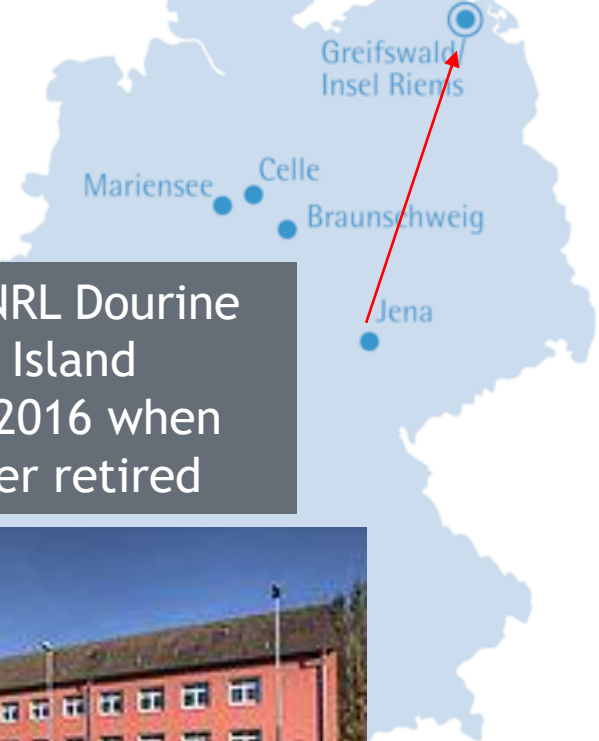 Greifswald/
Insel Riems
Celle
Mariensee
Braunschweig
Jena
NRL Dourine
Island
2016 when
er retired